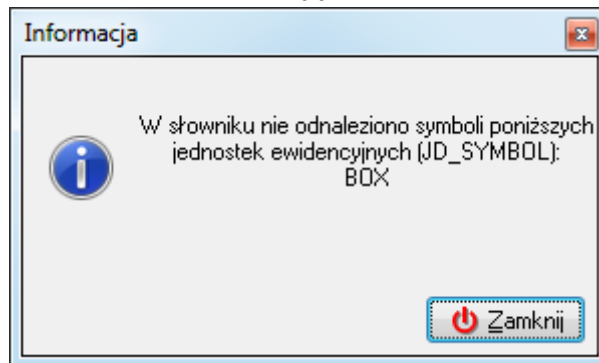 Informacja
W słowniku nie odnaleziono symboli poniższych
jednostek ewidencyjnych (JD_SYMBOL):
BOX
Zamknij